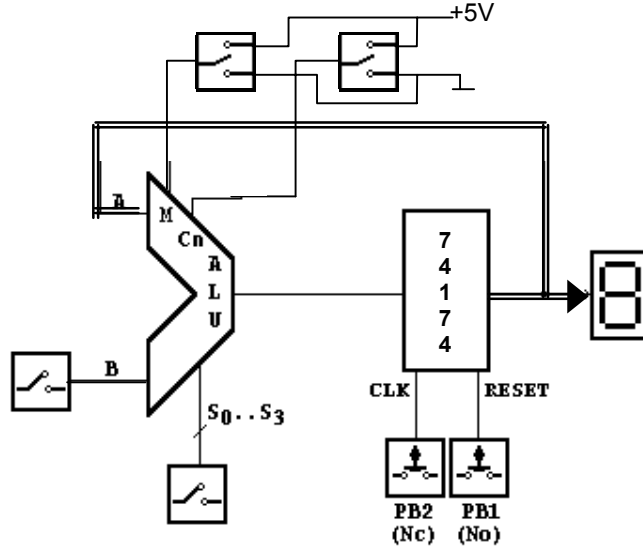 +5V
A
M
Cn
A
L
U
7
4
1
7
4
B
S0..S3
CLK
RESET
PB2
(Nc)
PB1
(No)